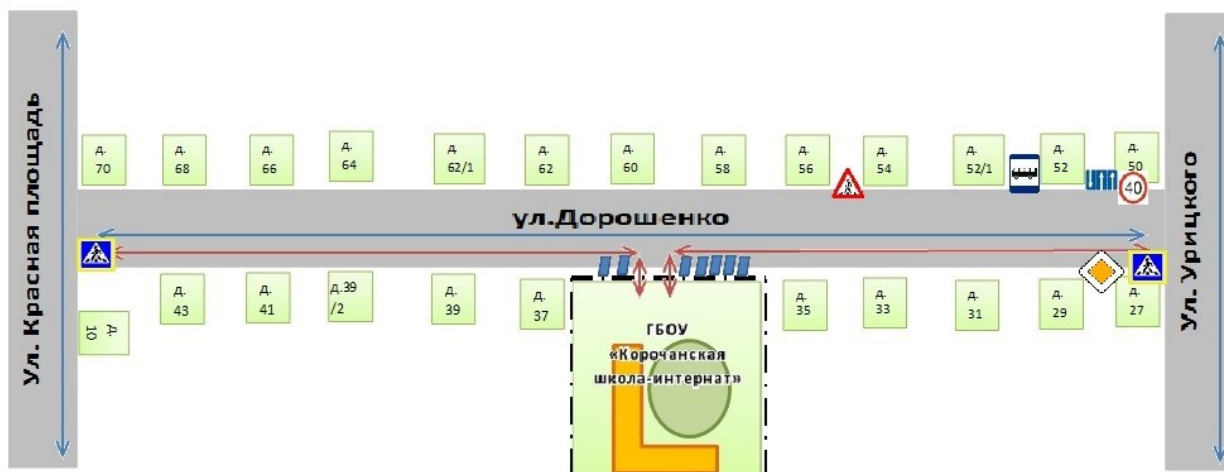 Ул. Красная площадь
д.
70
д.
68
д.
66
д.
64
д.
62/1
д.
62
д.
60
д.
58
д.
56
д.
54
д.
52/1
д.
52
д.
50
40
ул.Дорошенко
Ул. Урицкого
д.
10
д.
43
д.
41
д.39
/2
д.
39
д.
37
д.
35
д.
33
д.
31
д.
29
д.
27
ГБОУ
«Корочанская
школа-интернат»